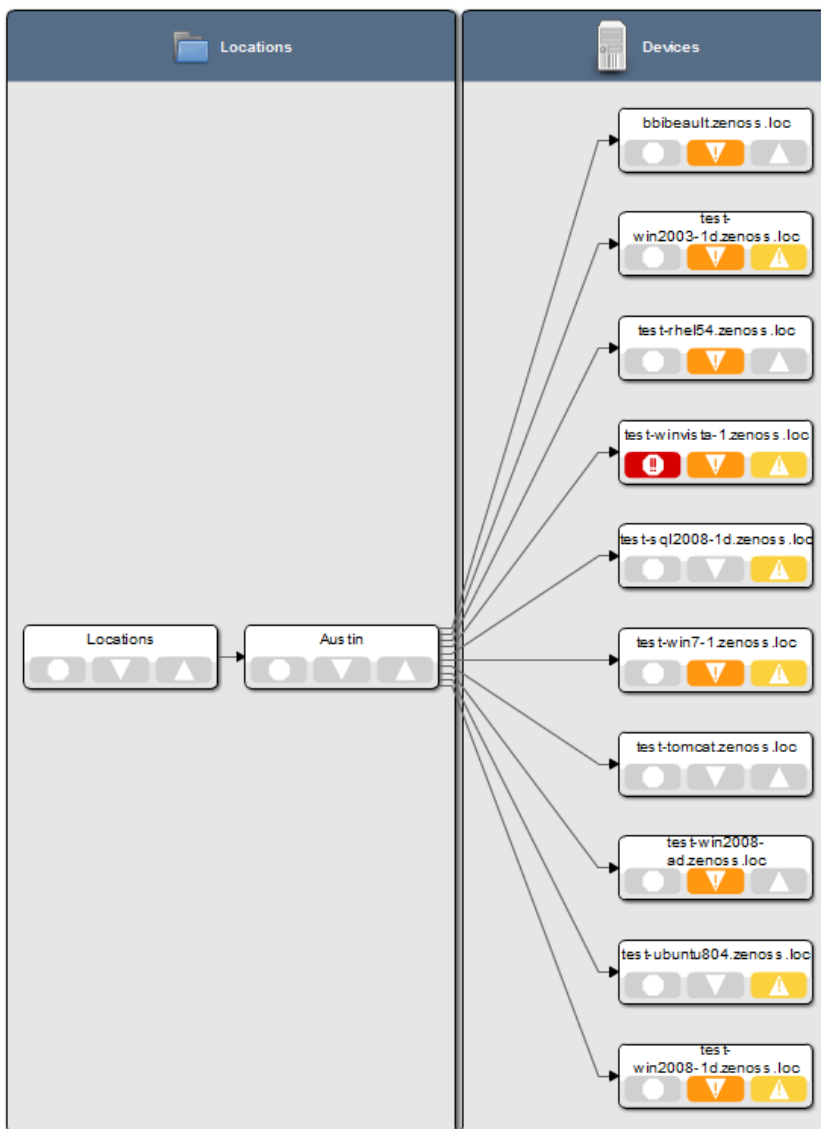 Locations
Devices
bbibeault.zenoss.loc
test-
win2003-1d.zenoss.loc
test-rhel54.zenoss.loc
test-winvista-1.zenoss.loc
test-sql2008-1d.zenoss.loc
Locations
Austin
test-win7-1.zenoss.loc
test-tomcat.zenoss.loc
test-win2008-
ad.zenoss.loc
test-ubuntu804.zenoss.loc
test-
win2008-1d.zenoss.loc